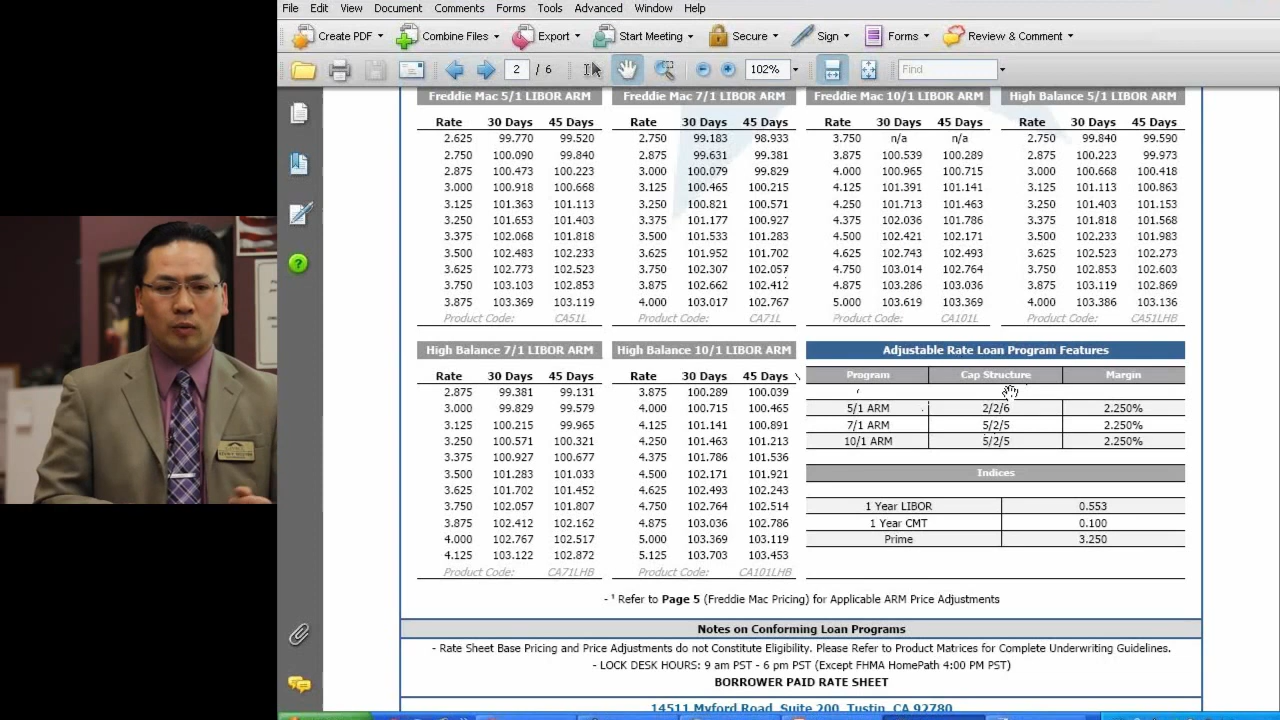 File Edit View Document Comments Forms Tools Advanced Window Help
Create PDF Combine Files Export Start Meeting Secure Sign Forms Review & Comment
2 / 6 102% Find
Freddie Mac 5/1 LIBOR ARM
Rate 30 Days 45 Days
2.625 99.770 99.520
2.750 100.090 99.840
2.875 100.473 100.223
3.000 100.918 100.668
3.125 101.363 101.113
3.250 101.653 101.403
3.375 102.068 101.818
3.500 102.483 102.233
3.625 102.773 102.523
3.750 103.103 102.853
3.875 103.369 103.119
Product Code: CA51L
Freddie Mac 7/1 LIBOR ARM
Rate 30 Days 45 Days
2.750 99.183 98.933
2.875 99.631 99.381
3.000 100.079 99.829
3.125 100.465 100.215
3.250 100.821 100.571
3.375 101.177 100.927
3.500 101.533 101.283
3.625 101.952 101.702
3.750 102.307 102.057
3.875 102.662 102.412
4.000 103.017 102.767
Product Code: CA71L
Freddie Mac 10/1 LIBOR ARM
Rate 30 Days 45 Days
3.750 n/a n/a
3.875 100.539 100.289
4.000 100.965 100.715
4.125 101.391 101.141
4.250 101.713 101.463
4.375 102.036 101.786
4.500 102.421 102.171
4.625 102.743 102.493
4.750 103.014 102.764
4.875 103.286 103.036
5.000 103.619 103.369
Product Code: CA101L
High Balance 5/1 LIBOR ARM
Rate 30 Days 45 Days
2.750 99.840 99.590
2.875 100.223 99.973
3.000 100.668 100.418
3.125 101.113 100.863
3.250 101.403 101.153
3.375 101.818 101.568
3.500 102.233 101.983
3.625 102.523 102.273
3.750 102.853 102.603
3.875 103.119 102.869
4.000 103.386 103.136
Product Code: CA51LHB
High Balance 7/1 LIBOR ARM
Rate 30 Days 45 Days
2.875 99.381 99.131
3.000 99.829 99.579
3.125 100.215 99.965
3.250 100.571 100.321
3.375 100.927 100.677
3.500 101.283 101.033
3.625 101.702 101.452
3.750 102.057 101.807
3.875 102.412 102.162
4.000 102.767 102.517
4.125 103.122 102.872
Product Code: CA71LHB
High Balance 10/1 LIBOR ARM
Rate 30 Days 45 Days
3.875 100.289 100.039
4.000 100.715 100.465
4.125 101.141 100.891
4.250 101.463 101.213
4.375 101.786 101.536
4.500 102.171 101.921
4.625 102.493 102.243
4.750 102.764 102.514
4.875 103.036 102.786
5.000 103.369 103.119
5.125 103.703 103.453
Product Code: CA101LHB
Adjustable Rate Loan Program Features
Program Cap Structure Margin
5/1 ARM 2/2/6 2.250%
7/1 ARM 5/2/5 2.250%
10/1 ARM 5/2/5 2.250%
Indices
1 Year LIBOR 0.553
1 Year CMT 0.100
Prime 3.250
- ¹ Refer to Page 5 (Freddie Mac Pricing) for Applicable ARM Price Adjustments
Notes on Conforming Loan Programs
- Rate Sheet Base Pricing and Price Adjustments do not Constitute Eligibility. Please Refer to Product Matrices for Complete Underwriting Guidelines.
- LOCK DESK HOURS: 9 am PST - 6 pm PST (Except FHMA HomePath 4:00 PM PST)
BORROWER PAID RATE SHEET
14511 Myford Road, Suite 200, Tustin, CA 92780